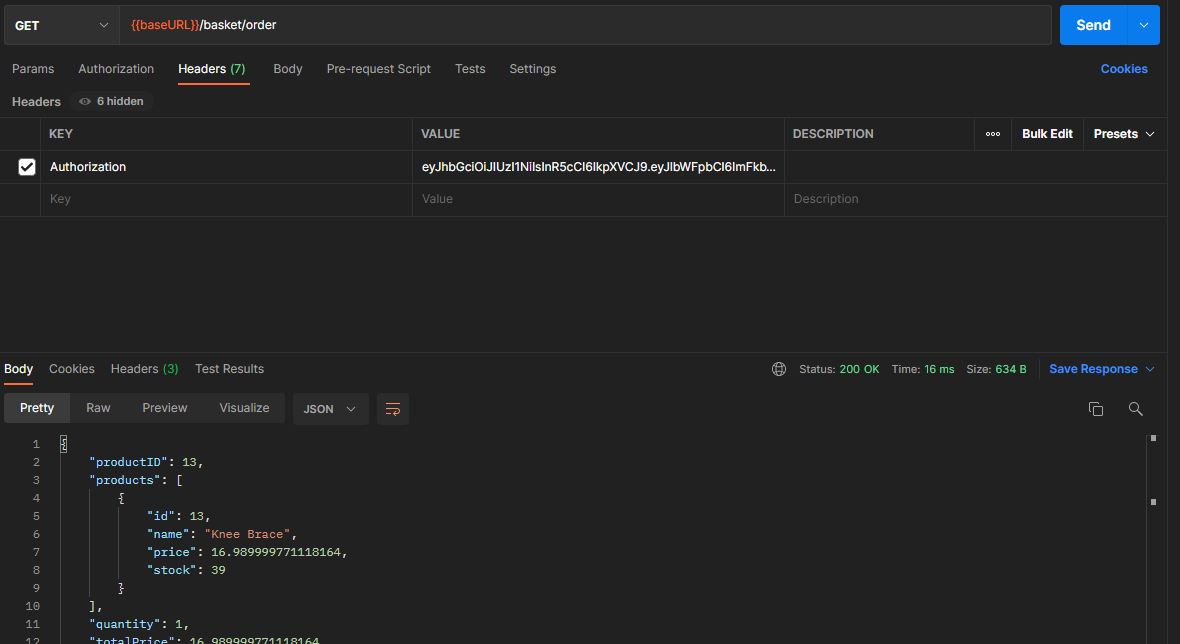 GET {{baseURL}}/basket/order Send
Params Authorization Headers (7) Body Pre-request Script Tests Settings Cookies
Headers 6 hidden
KEY VALUE DESCRIPTION ooo Bulk Edit Presets
Authorization eyJhbGciOiJIUzI1NiIsInR5cCI6IkpXVCJ9.eyJlbWFpbCI6ImFkb...
Key Value Description
Body Cookies Headers (3) Test Results Status: 200 OK Time: 16 ms Size: 634 B Save Response
Pretty Raw Preview Visualize JSON
1 {
2 "productID": 13,
3 "products": [
4 {
5 "id": 13,
6 "name": "Knee Brace",
7 "price": 16.989999771118164,
8 "stock": 39
9 }
10 ],
11 "quantity": 1,
12 "totalPrice": 16.989999771118164